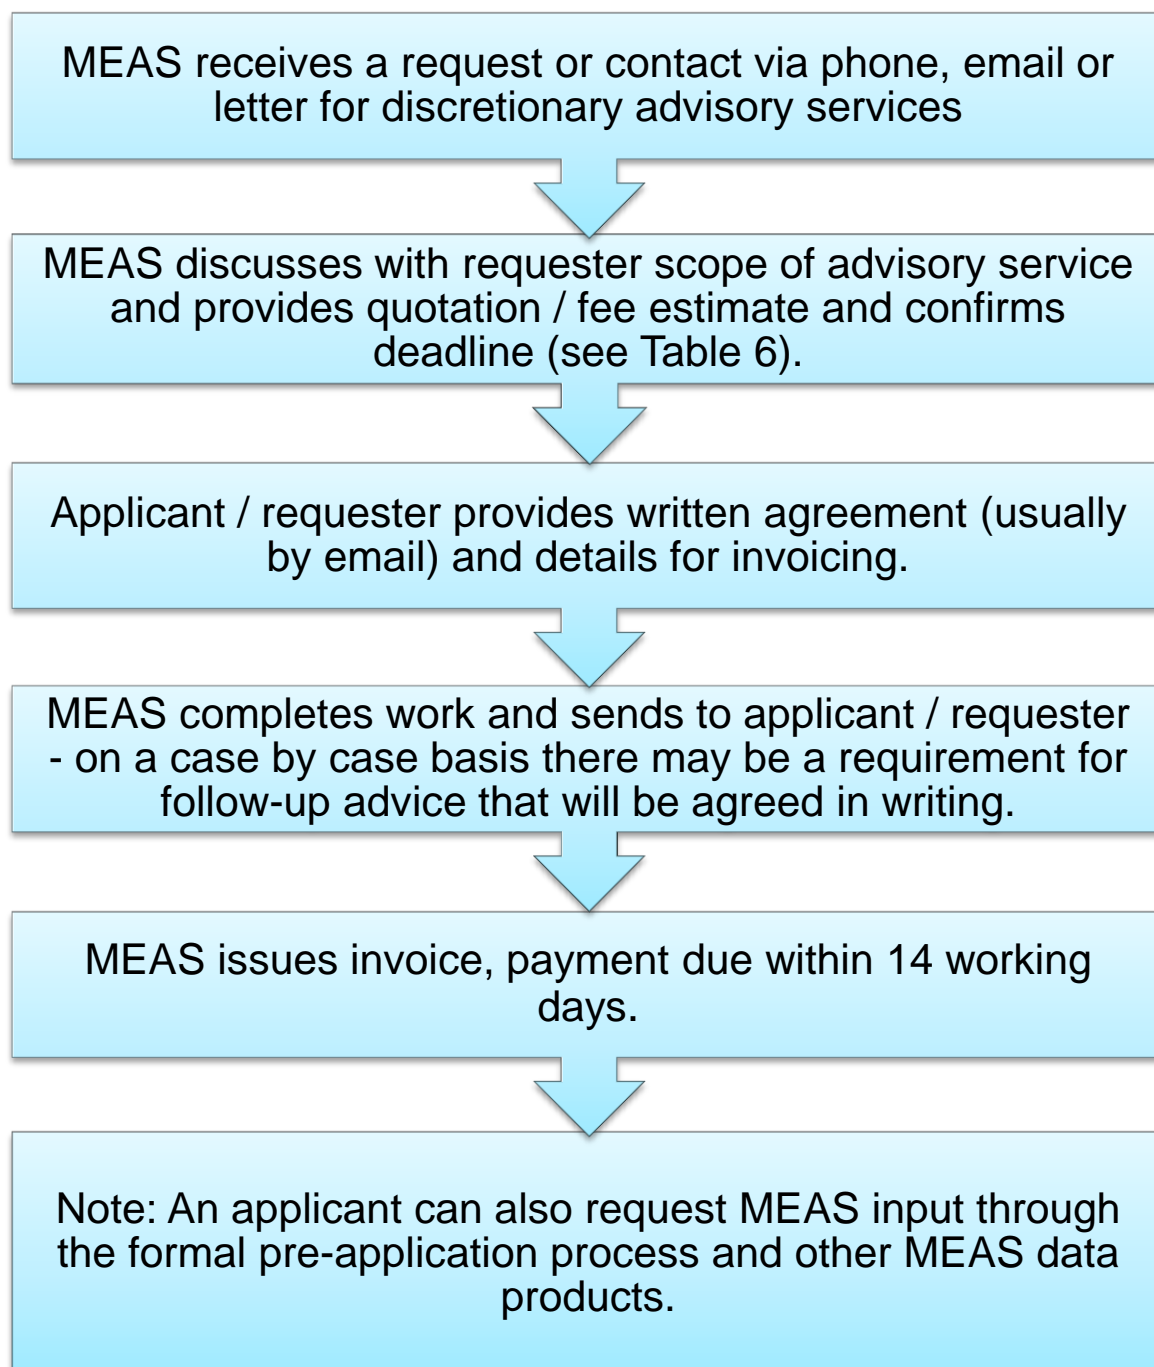 MEAS receives a request or contact via phone, email or
letter for discretionary advisory services
MEAS discusses with requester scope of advisory service
and provides quotation / fee estimate and confirms
deadline (see Table 6).
Applicant / requester provides written agreement (usually
by email) and details for invoicing.
MEAS completes work and sends to applicant / requester
- on a case by case basis there may be a requirement for
follow-up advice that will be agreed in writing.
MEAS issues invoice, payment due within 14 working
days.
Note: An applicant can also request MEAS input through
the formal pre-application process and other MEAS data
products.